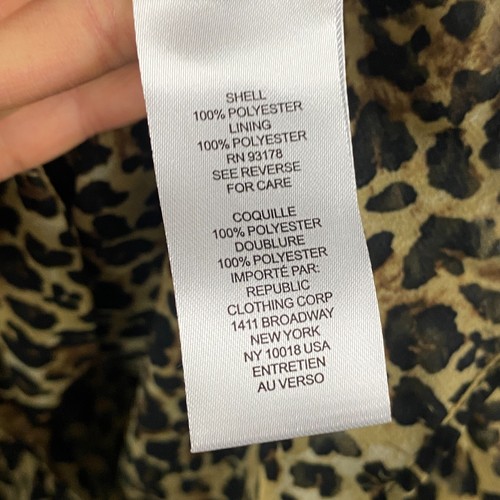 SHELL
100% POLYESTER
LINING
100% POLYESTER
RN 93178
SEE REVERSE
FOR CARE
COQUILLE
100% POLYESTER
DOUBLURE
100% POLYESTER
IMPORTÉ PAR:
REPUBLIC
CLOTHING CORP
1411 BROADWAY
NEW YORK
NY 10018 USA
ENTRETIEN
AU VERSO